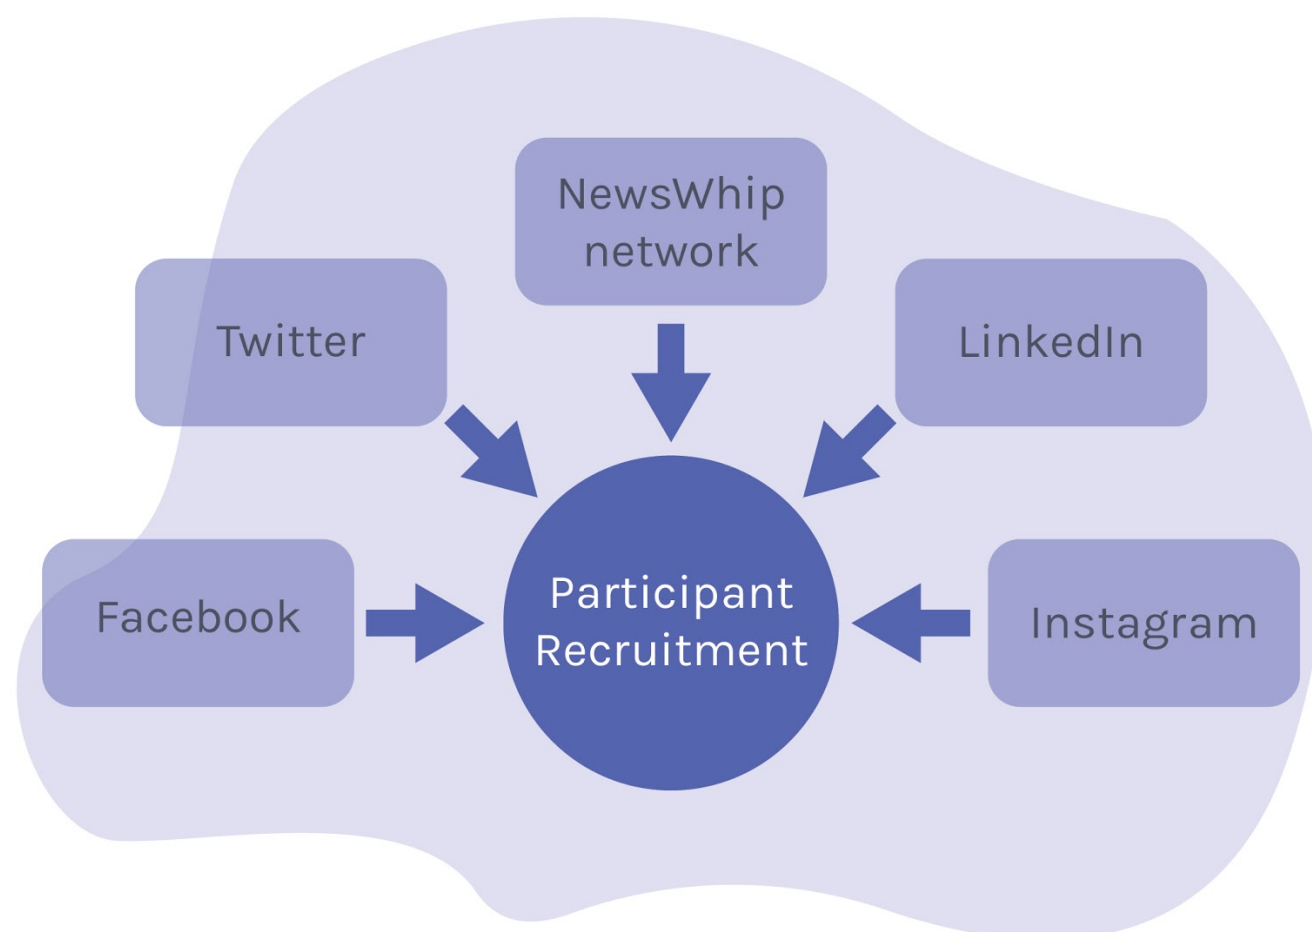 NewsWhip
network
Twitter
LinkedIn
Facebook
Participant
Recruitment
Instagram